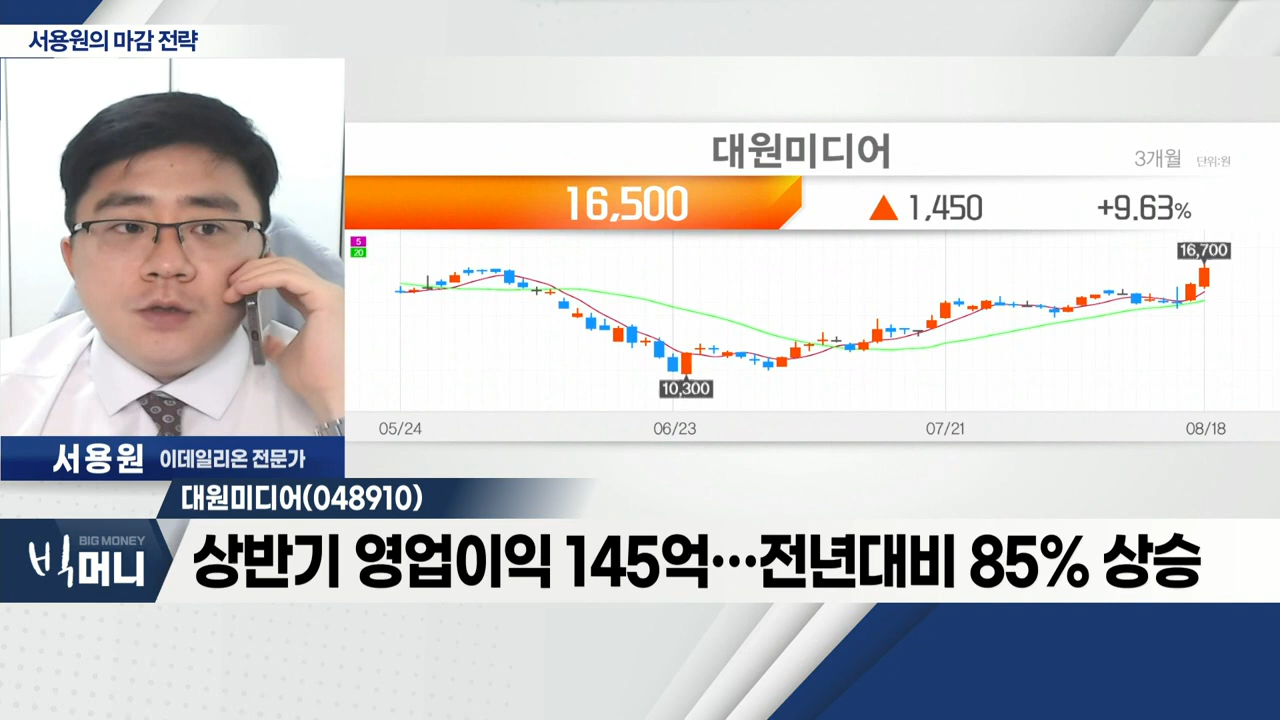 서용원의 마감 전략
대원미디어
3개월 단위:원
16,500 ▲ 1,450 +9.63%
5
20
16,700
10,300
05/24 06/23 07/21 08/18
서용원 이데일리온 전문가
대원미디어(048910)
BIG MONEY
빅머니
상반기 영업이익 145억···전년대비 85% 상승